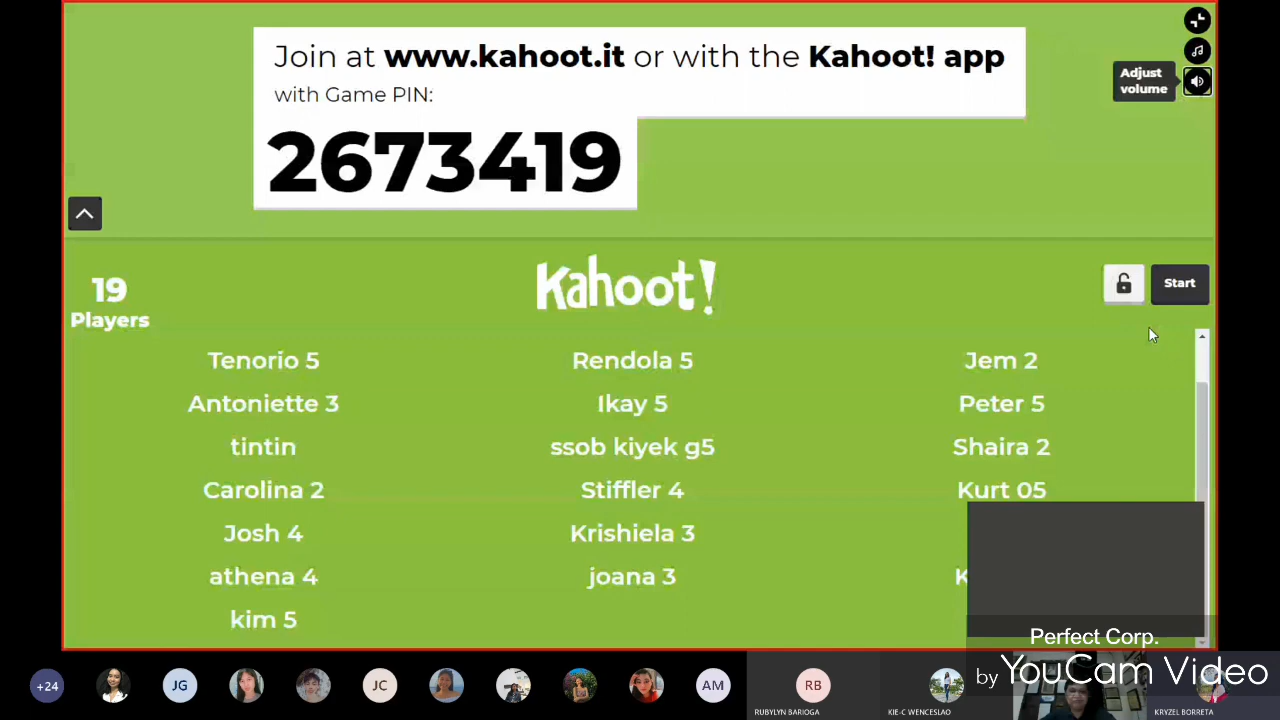 Join at www.kahoot.it or with the Kahoot! app
with Game PIN:
2673419
Adjust
volume
19
Players
Kahoot!
Start
Tenorio 5
Rendola 5
Jem 2
Antoniette 3
Ikay 5
Peter 5
tintin
ssob kiyek g5
Shaira 2
Carolina 2
Stiffler 4
Kurt 05
Josh 4
Krishiela 3
athena 4
joana 3
kim 5
Perfect Corp.
by YouCam Video
+24
JG
JC
AM
RB
RUBYLYN BARIOGA
KIE-C WENCESLAO
KRYZEL BORRETA